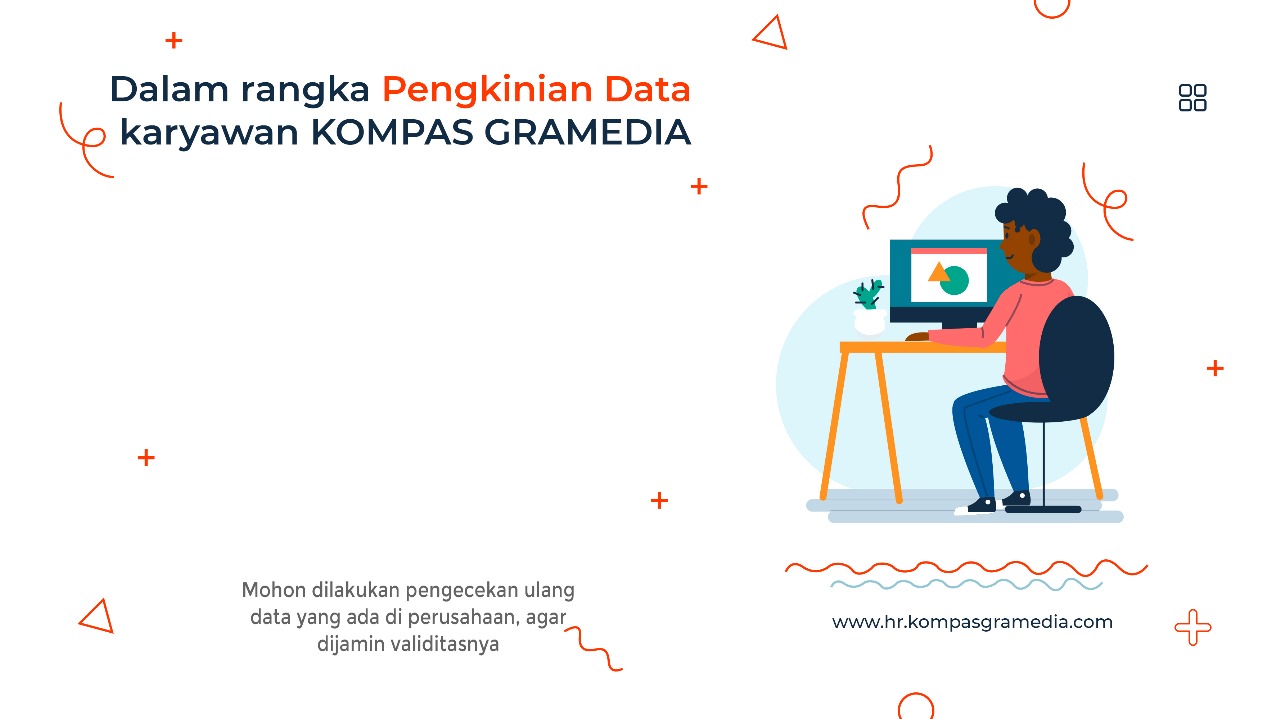 Dalam rangka Pengkinian Data
karyawan KOMPAS GRAMEDIA
Mohon dilakukan pengecekan ulang
data yang ada di perusahaan, agar
dijamin validitasnya
www.hr.kompasgramedia.com